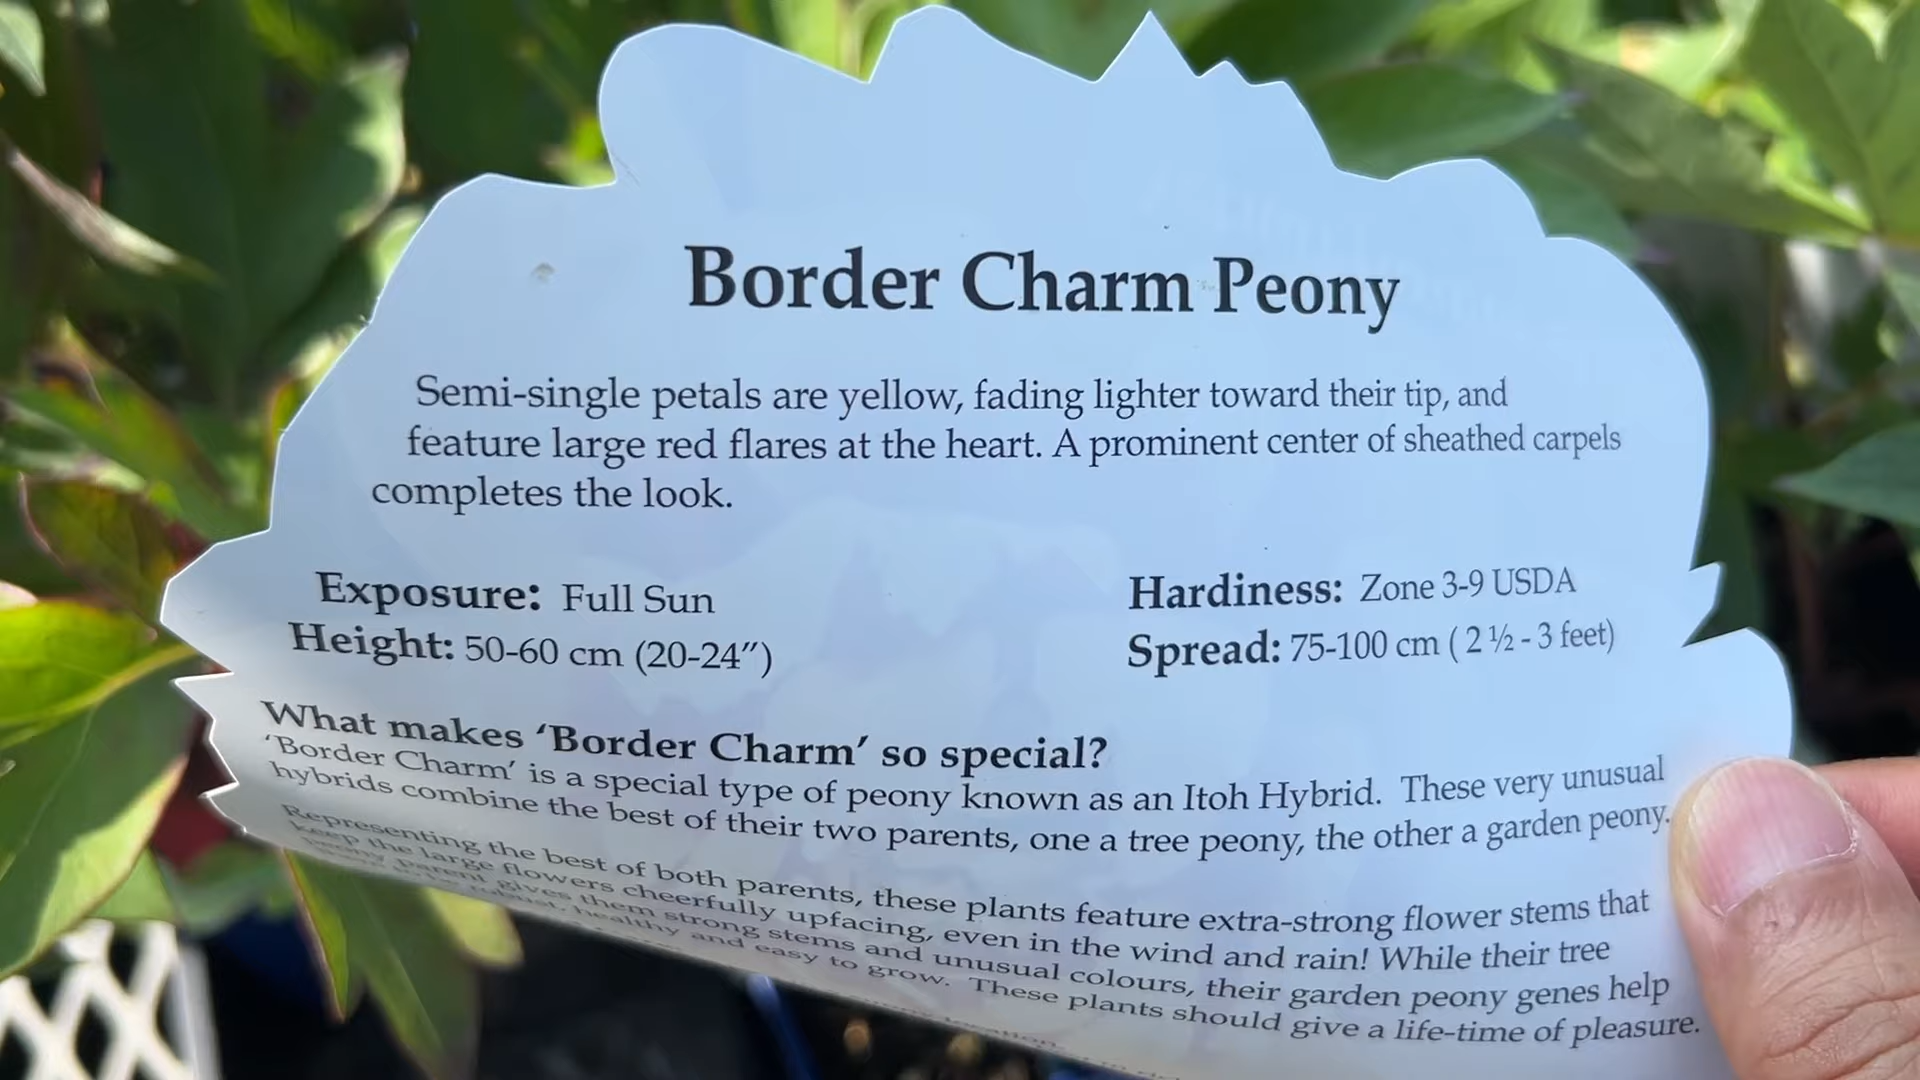 Border Charm Peony
Semi-single petals are yellow, fading lighter toward their tip, and
feature large red flares at the heart. A prominent center of sheathed carpels
completes the look.
Exposure: Full Sun
Hardiness: Zone 3-9 USDA
Height: 50-60 cm (20-24″)
Spread: 75-100 cm ( 2 ½ - 3 feet)
What makes ‘Border Charm’ so special?
‘Border Charm’ is a special type of peony known as an Itoh Hybrid. These very unusual
hybrids combine the best of their two parents, one a tree peony, the other a garden peony.
Representing the best of both parents, these plants feature extra-strong flower stems that
keep the large flowers cheerfully upfacing, even in the wind and rain! While their tree
peony parent gives them strong stems and unusual colours, their garden peony genes help
healthy and easy to grow. These plants should give a life-time of pleasure.